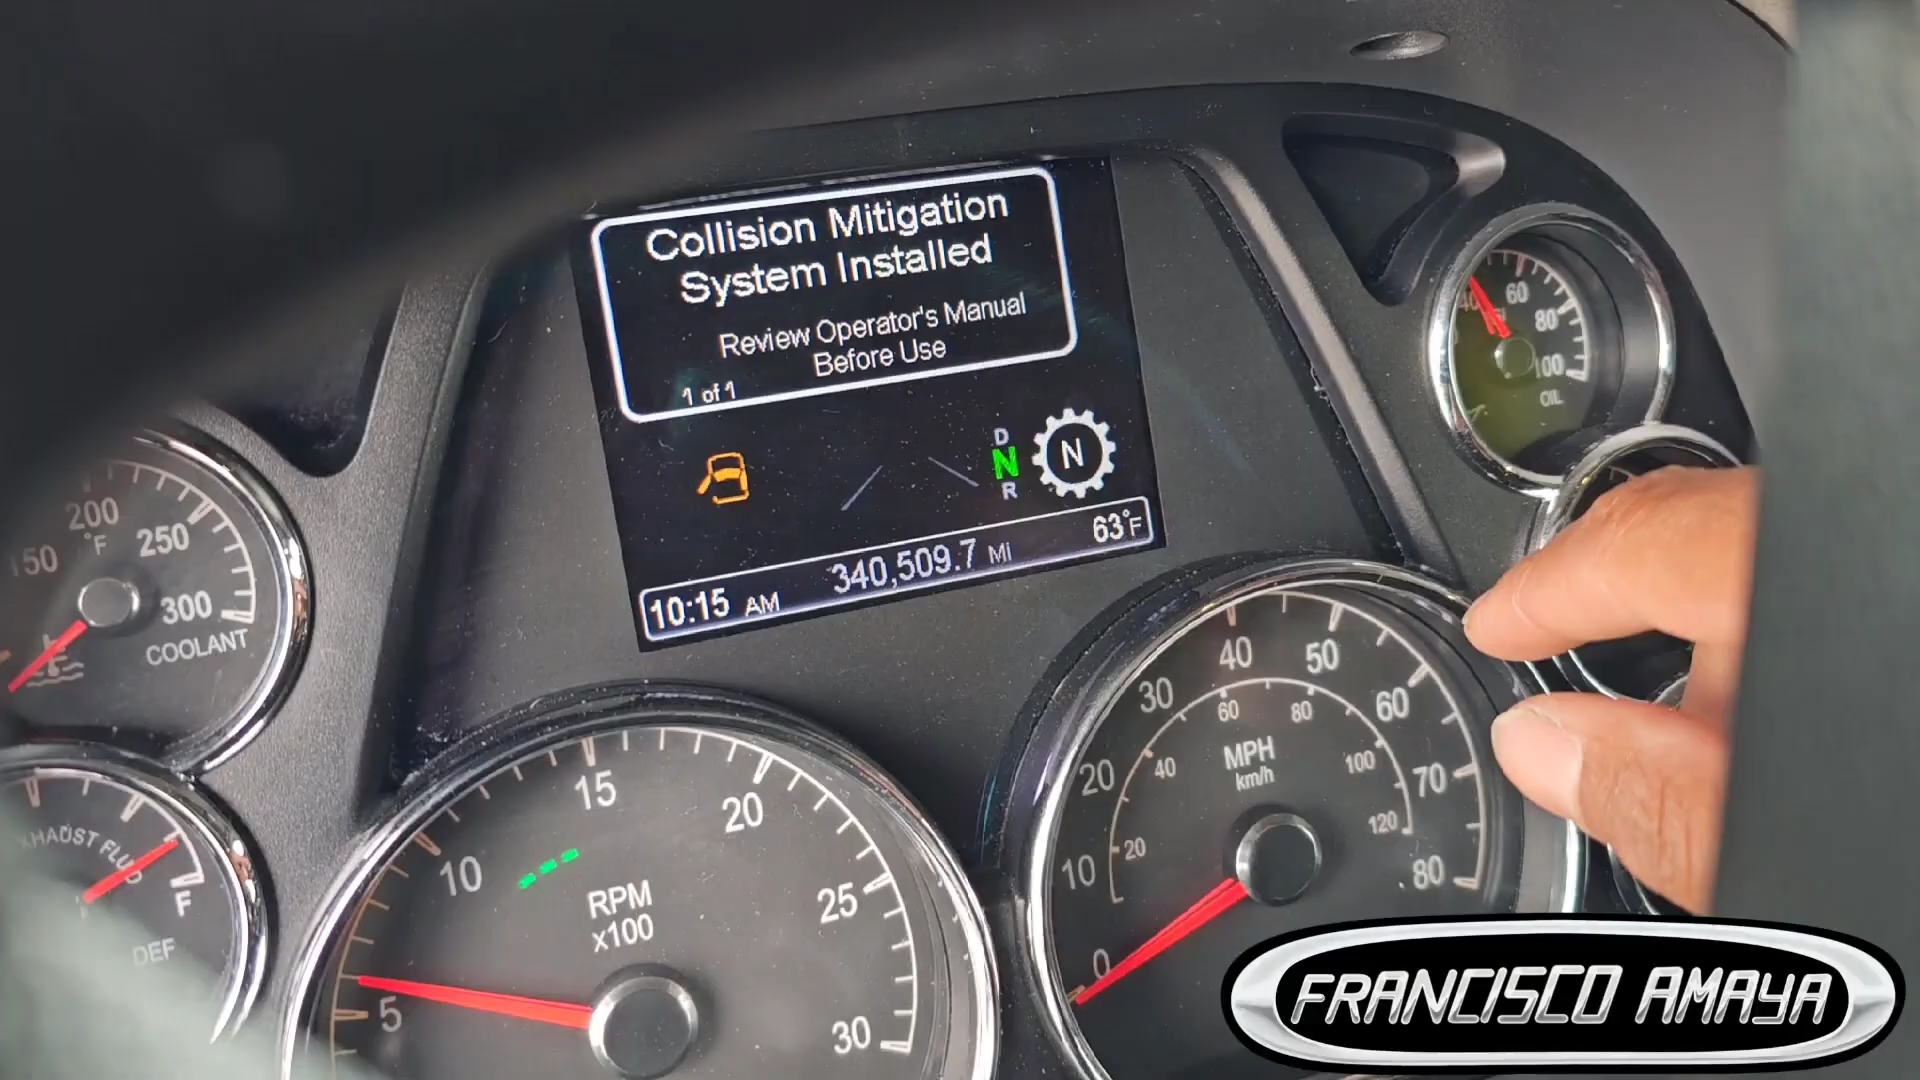 Collision Mitigation
System Installed
Review Operator's Manual
Before Use
1 of 1
D
N
R
N
63°F
340,509.7 MI
10:15 AM
40 60 80 100
OIL
150 200 250 300
°F
COOLANT
EXHAUST FLUID
F
DEF
5 10 15 20 25 30
RPM
x100
0 10 20 30 40 50 60 70 80
20 40 60 80 100 120
MPH
km/h
FRANCISCO AMAYA